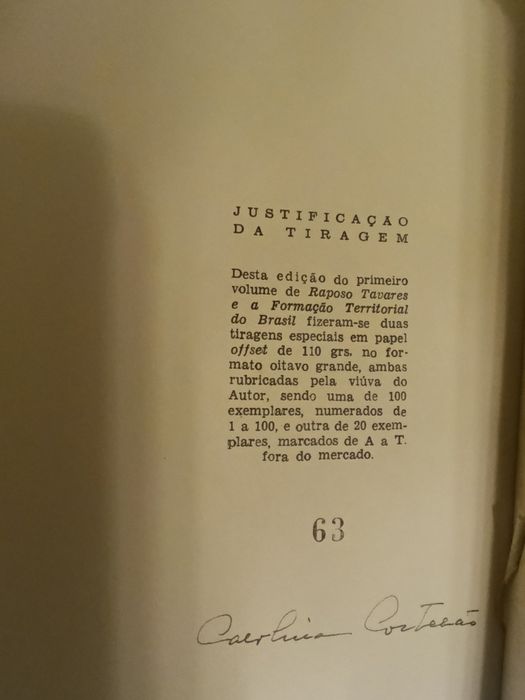 JUSTIFICAÇÃO
DA TIRAGEM
Desta edição do primeiro
volume de Raposo Tavares
e a Formação Territorial
do Brasil fizeram-se duas
tiragens especiais em papel
offset de 110 grs. no for-
mato oitavo grande, ambas
rubricadas pela viúva do
Autor, sendo uma de 100
exemplares, numerados de
1 a 100, e outra de 20 exem-
plares, marcados de A a T.
fora do mercado.
63
Carolina Cortesão